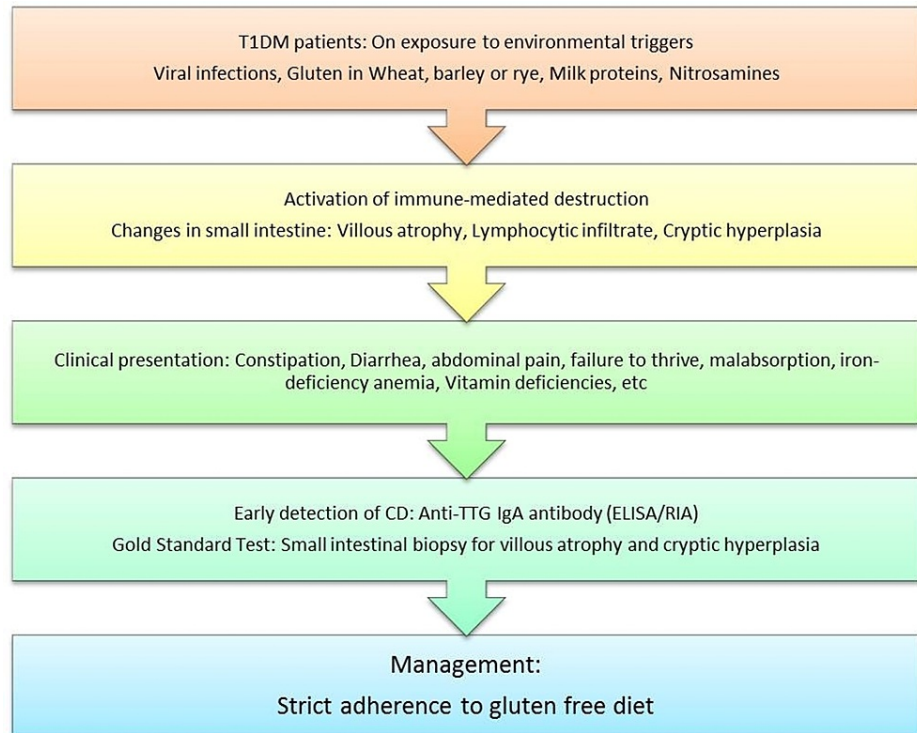 T1DM patients: On exposure to environmental triggers
Viral infections, Gluten in Wheat, barley or rye, Milk proteins, Nitrosamines
Activation of immune-mediated destruction
Changes in small intestine: Villous atrophy, Lymphocytic infiltrate, Cryptic hyperplasia
Clinical presentation: Constipation, Diarrhea, abdominal pain, failure to thrive, malabsorption, iron-
deficiency anemia, Vitamin deficiencies, etc
Early detection of CD: Anti-TTG IgA antibody (ELISA/RIA)
Gold Standard Test: Small intestinal biopsy for villous atrophy and cryptic hyperplasia
Management:
Strict adherence to gluten free diet